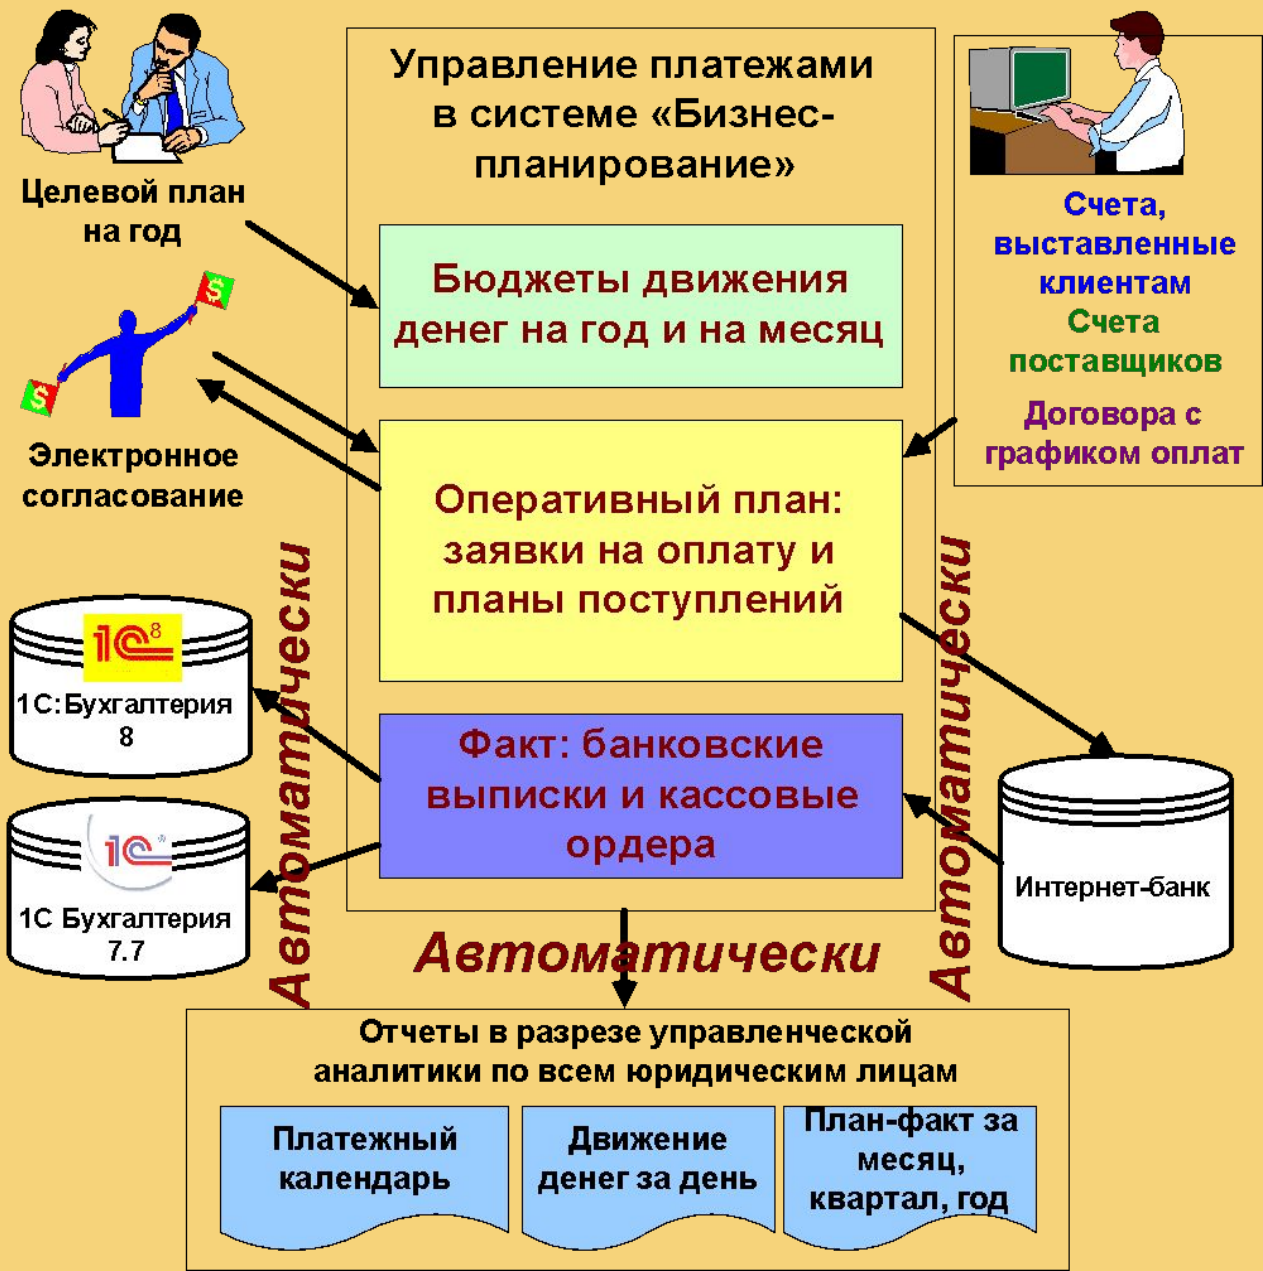 Управление платежами
в системе «Бизнес-
планирование»
Целевой план
на год
Счета,
выставленные
клиентам
Счета
поставщиков
Договора с
графиком оплат
Бюджеты движения
денег на год и на месяц
$
$
Электронное
согласование
Оперативный план:
заявки на оплату и
планы поступлений
Автоматически
Автоматически
1С 8
1С:Бухгалтерия
8
Факт: банковские
выписки и кассовые
ордера
1С ®
1С Бухгалтерия
7.7
Интернет-банк
Автоматически
Отчеты в разрезе управленческой
аналитики по всем юридическим лицам
Платежный
календарь
Движение
денег за день
План-факт за
месяц,
квартал, год